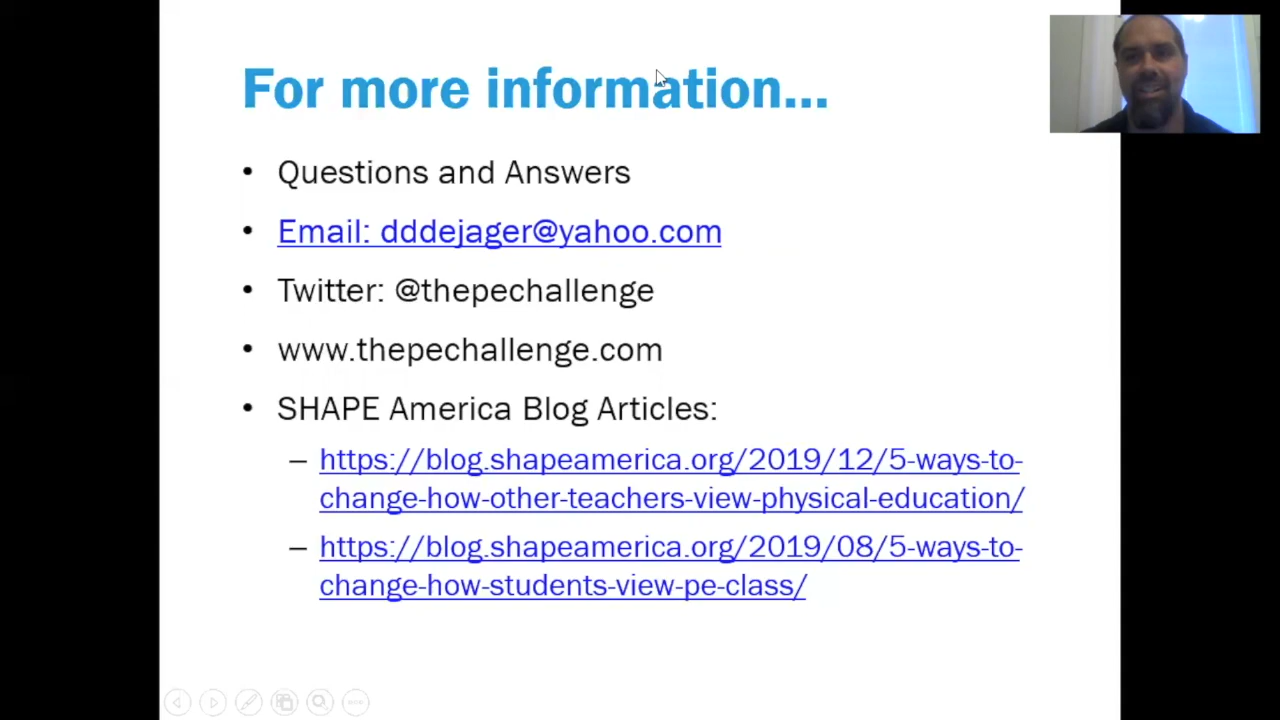 For more information...
• Questions and Answers
• Email: dddejager@yahoo.com
• Twitter: @thepechallenge
• www.thepechallenge.com
• SHAPE America Blog Articles:
– https://blog.shapeamerica.org/2019/12/5-ways-to-
change-how-other-teachers-view-physical-education/
– https://blog.shapeamerica.org/2019/08/5-ways-to-
change-how-students-view-pe-class/